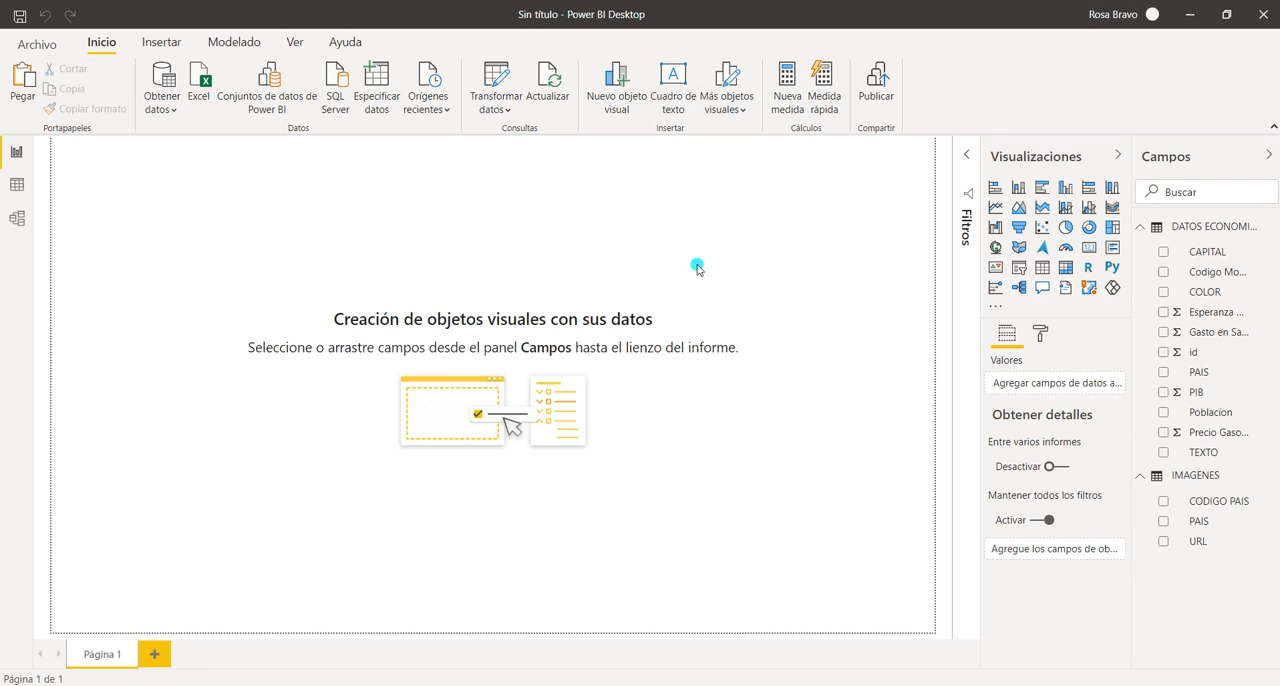 Sin título - Power BI Desktop
Rosa Bravo
Archivo
Inicio
Insertar
Modelado
Ver
Ayuda
Pegar
Cortar
Copia
Copiar formato
Portapapeles
Obtener datos
Excel
Conjuntos de datos de Power BI
SQL Server
Especificar datos
Orígenes recientes
Datos
Transformar datos
Actualizar
Consultas
Nuevo objeto visual
Cuadro de texto
Más objetos visuales
Insertar
Nueva medida
Medida rápida
Cálculos
Publicar
Compartir
Creación de objetos visuales con sus datos
Seleccione o arrastre campos desde el panel Campos hasta el lienzo del informe.
Filtros
Visualizaciones
R
Py
...
Valores
Agregar campos de datos a...
Obtener detalles
Entre varios informes
Desactivar
Mantener todos los filtros
Activar
Agregue los campos de ob...
Campos
Buscar
DATOS ECONOMI...
CAPITAL
Codigo Mo...
COLOR
Σ Esperanza ...
Σ Gasto en Sa...
Σ id
PAIS
Σ PIB
Poblacion
Σ Precio Gaso...
TEXTO
IMAGENES
CODIGO PAIS
PAIS
URL
Página 1
Página 1 de 1